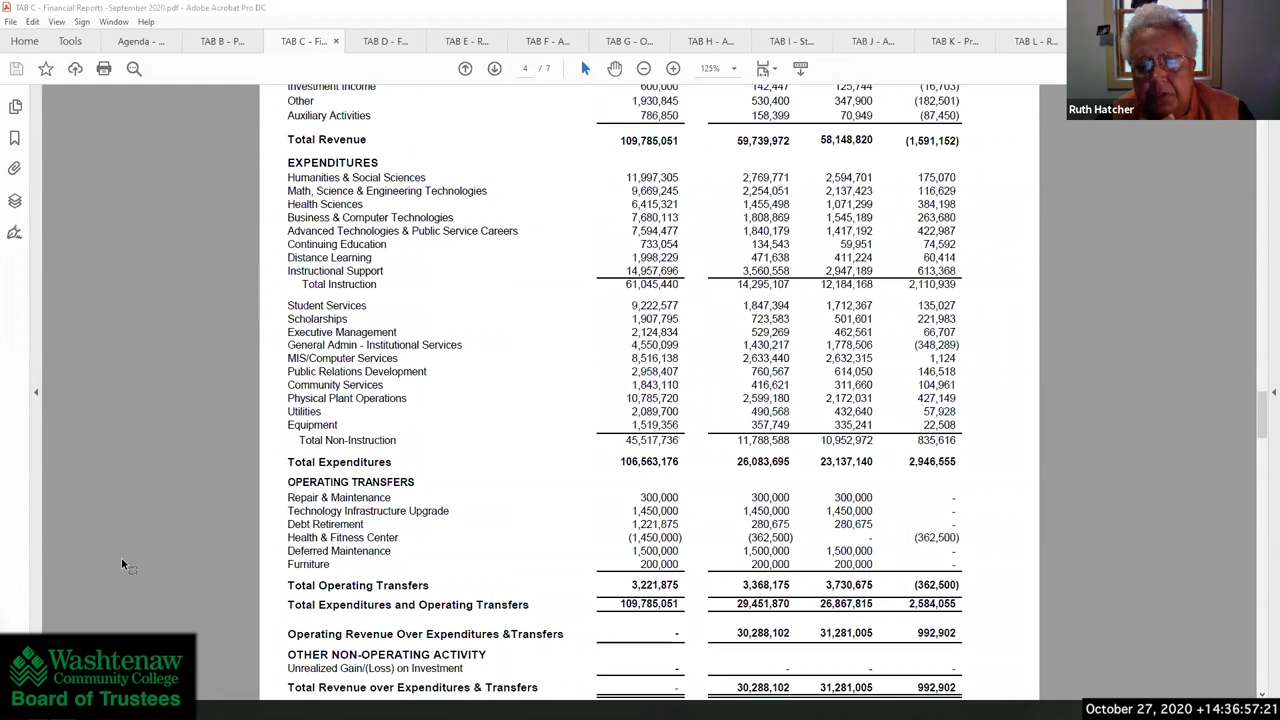 TAB C - Financial Reports -September 2020.pdf - Adobe Acrobat Pro DC
File Edit View Sign Window Help
Home Tools Agenda - ... TAB B - P... TAB C - Fi... × TAB D - F... TAB E - R... TAB F - A... TAB G - O... TAB H - A... TAB I - St... TAB J - A... TAB K - Pr... TAB L - R...
4 / 7 125%
Ruth Hatcher
Investment Income 600,000 142,447 125,744 (16,703)
Other 1,930,845 530,400 347,900 (182,501)
Auxiliary Activities 786,850 158,399 70,949 (87,450)
Total Revenue 109,785,051 59,739,972 58,148,820 (1,591,152)
EXPENDITURES
Humanities & Social Sciences 11,997,305 2,769,771 2,594,701 175,070
Math, Science & Engineering Technologies 9,669,245 2,254,051 2,137,423 116,629
Health Sciences 6,415,321 1,455,498 1,071,299 384,198
Business & Computer Technologies 7,680,113 1,808,869 1,545,189 263,680
Advanced Technologies & Public Service Careers 7,594,477 1,840,179 1,417,192 422,987
Continuing Education 733,054 134,543 59,951 74,592
Distance Learning 1,998,229 471,638 411,224 60,414
Instructional Support 14,957,696 3,560,558 2,947,189 613,368
Total Instruction 61,045,440 14,295,107 12,184,168 2,110,939
Student Services 9,222,577 1,847,394 1,712,367 135,027
Scholarships 1,907,795 723,583 501,601 221,983
Executive Management 2,124,834 529,269 462,561 66,707
General Admin - Institutional Services 4,550,099 1,430,217 1,778,506 (348,289)
MIS/Computer Services 8,516,138 2,633,440 2,632,315 1,124
Public Relations Development 2,958,407 760,567 614,050 146,518
Community Services 1,843,110 416,621 311,660 104,961
Physical Plant Operations 10,785,720 2,599,180 2,172,031 427,149
Utilities 2,089,700 490,568 432,640 57,928
Equipment 1,519,356 357,749 335,241 22,508
Total Non-Instruction 45,517,736 11,788,588 10,952,972 835,616
Total Expenditures 106,563,176 26,083,695 23,137,140 2,946,555
OPERATING TRANSFERS
Repair & Maintenance 300,000 300,000 300,000 -
Technology Infrastructure Upgrade 1,450,000 1,450,000 1,450,000 -
Debt Retirement 1,221,875 280,675 280,675 -
Health & Fitness Center (1,450,000) (362,500) - (362,500)
Deferred Maintenance 1,500,000 1,500,000 1,500,000 -
Furniture 200,000 200,000 200,000 -
Total Operating Transfers 3,221,875 3,368,175 3,730,675 (362,500)
Total Expenditures and Operating Transfers 109,785,051 29,451,870 26,867,815 2,584,055
Operating Revenue Over Expenditures &Transfers - 30,288,102 31,281,005 992,902
OTHER NON-OPERATING ACTIVITY
Unrealized Gain/(Loss) on Investment - - - -
Total Revenue over Expenditures & Transfers - 30,288,102 31,281,005 992,902
Washtenaw
Community College
Board of Trustees
October 27, 2020 +14:36:57:21